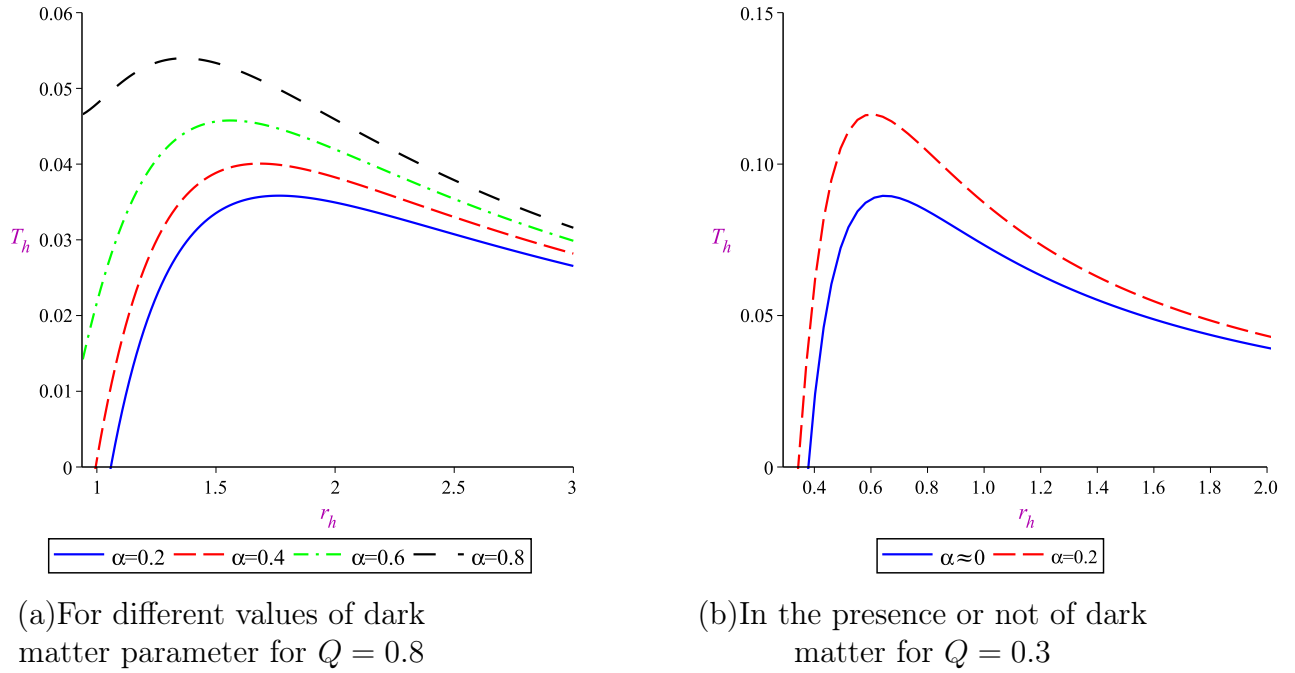 0.06
0.05
0.04
T_h
0.03
0.02
0.01
0
1
1.5
2
2.5
3
r_h
α=0.2
α=0.4
α=0.6
α=0.8
(a)For different values of dark
matter parameter for Q = 0.8
0.15
0.10
T_h
0.05
0
0.4
0.6
0.8
1.0
1.2
1.4
1.6
1.8
2.0
r_h
α≈0
α=0.2
(b)In the presence or not of dark
matter for Q = 0.3